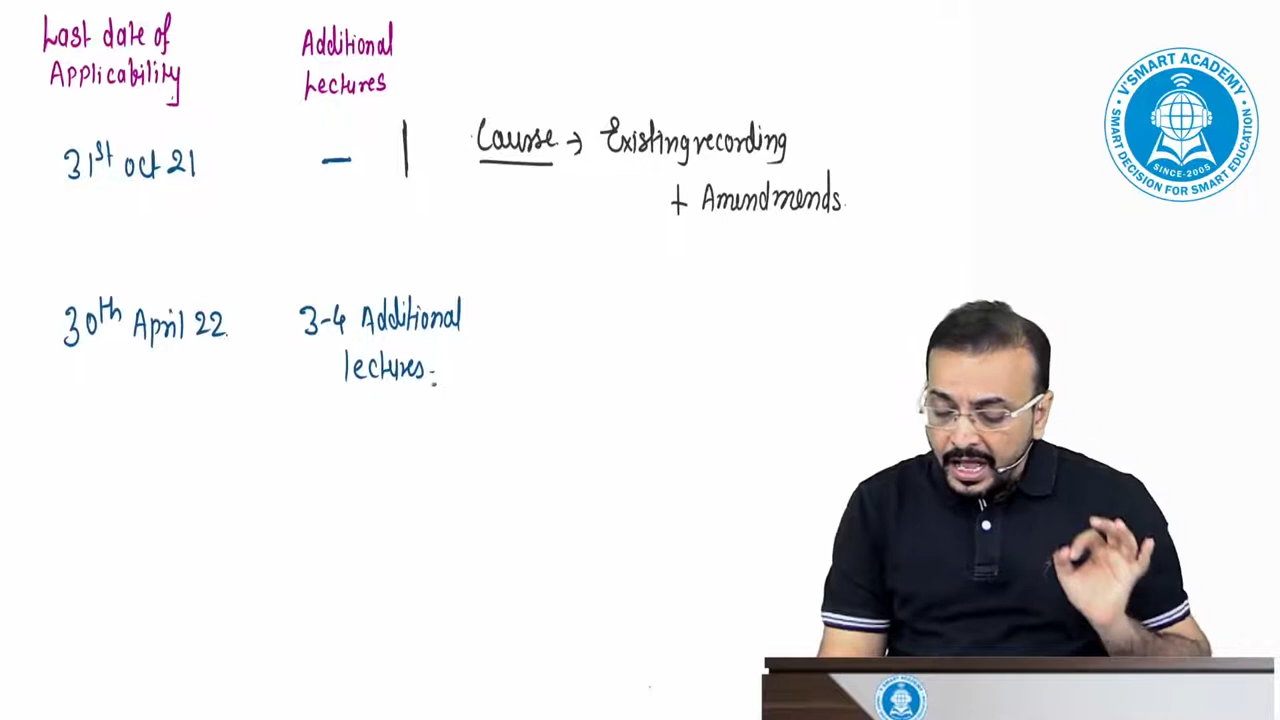 Last date of
Applicability
Additional
Lectures
31st oct 21
—
Course → Existing recording
+ Amendmends
30th April 22
3-4 Additional
lectures
V'SMART ACADEMY
SMART DECISION FOR SMART EDUCATION
SINCE-2005